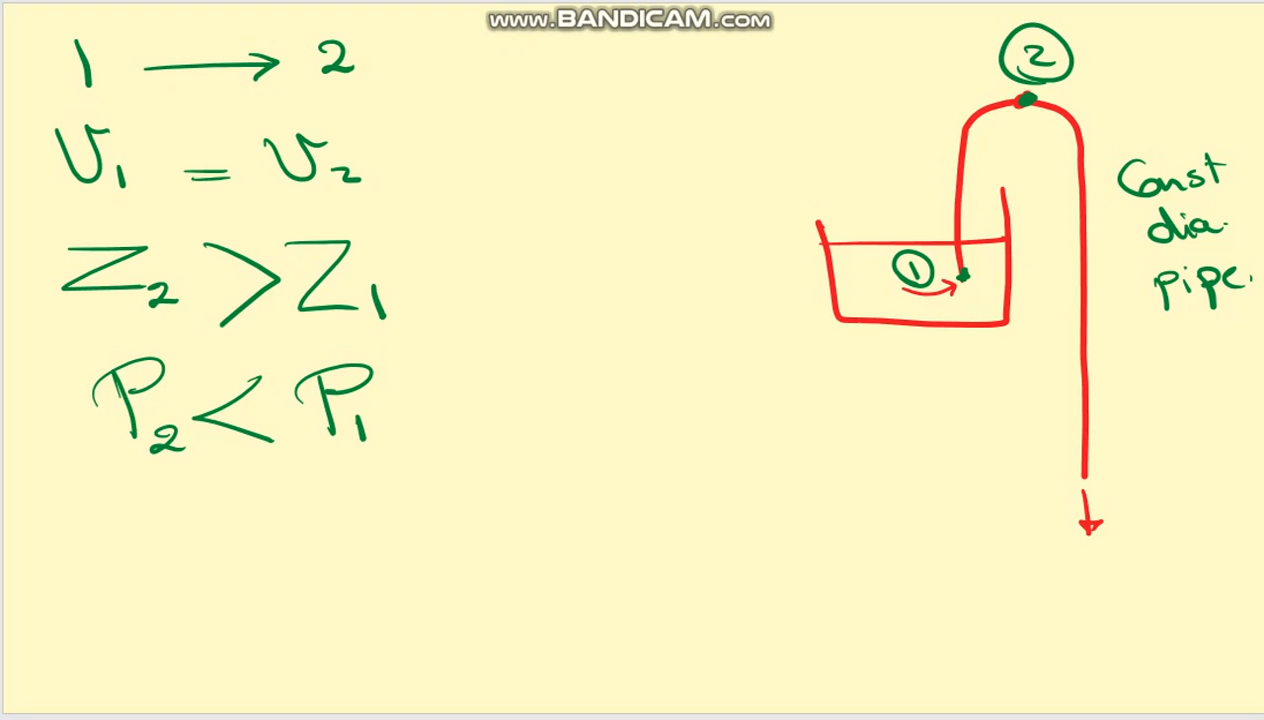 www.BANDICAM.com
1 → 2
v₁ = v₂
Z₂ > Z₁
P₂ < P₁
2
1
Const
dia.
pipe.